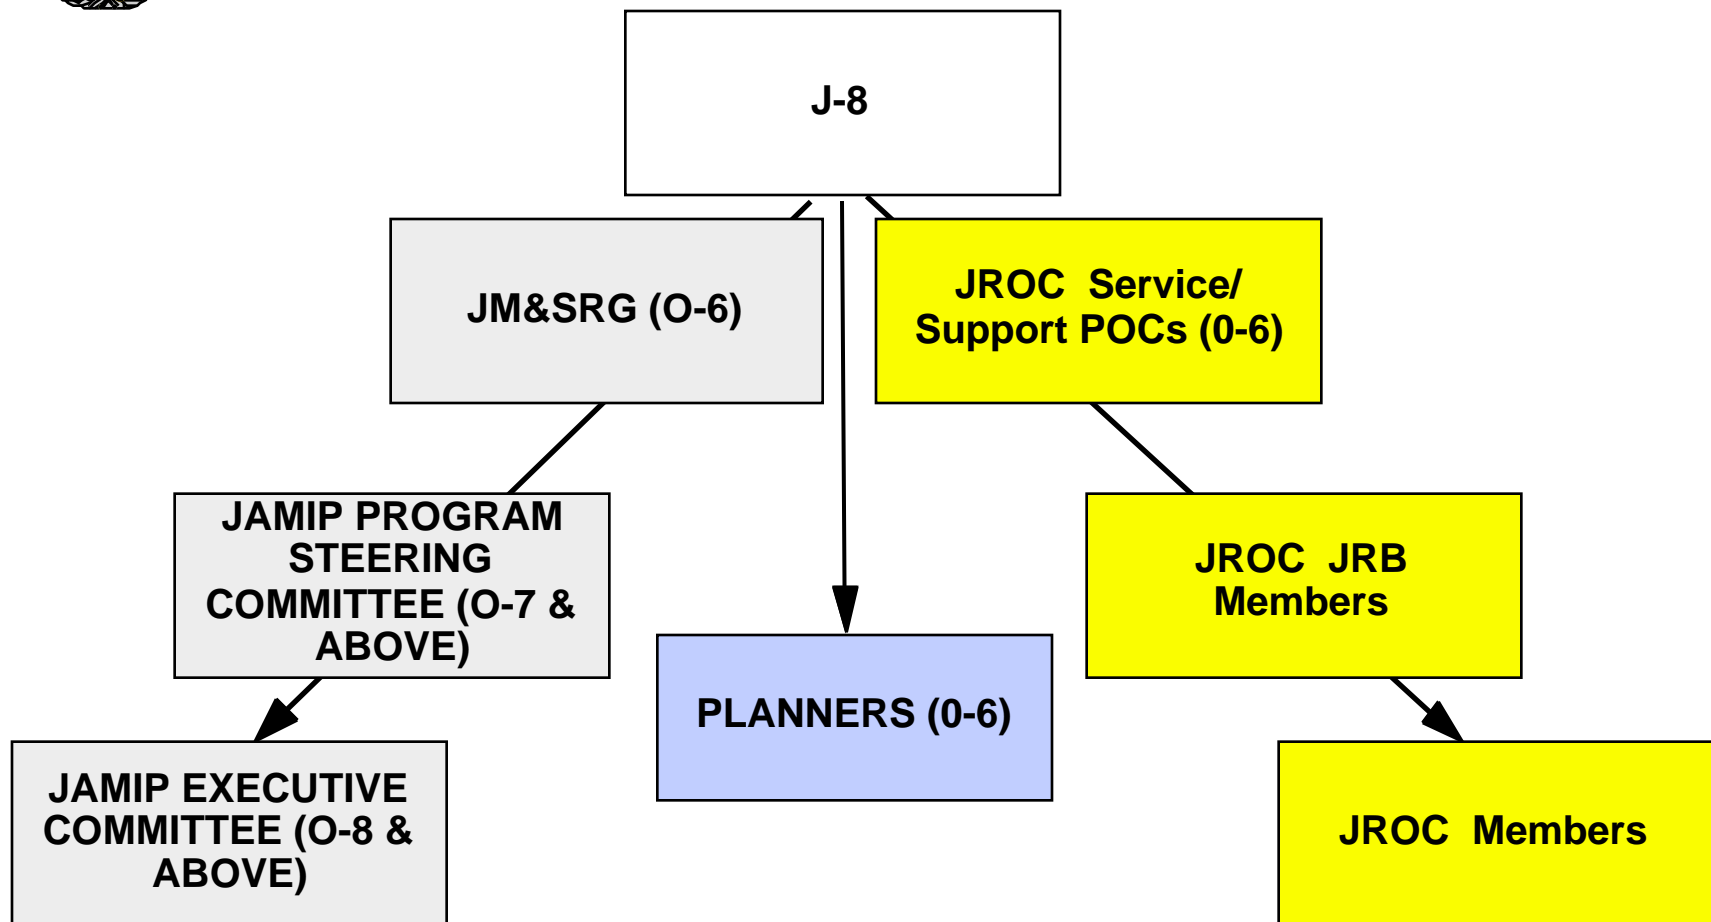 J-8
JM&SRG (O-6)
JROC Service/
Support POCs (0-6)
JAMIP PROGRAM
STEERING
COMMITTEE (O-7 &
ABOVE)
JROC JRB
Members
PLANNERS (0-6)
JAMIP EXECUTIVE
COMMITTEE (O-8 &
ABOVE)
JROC Members